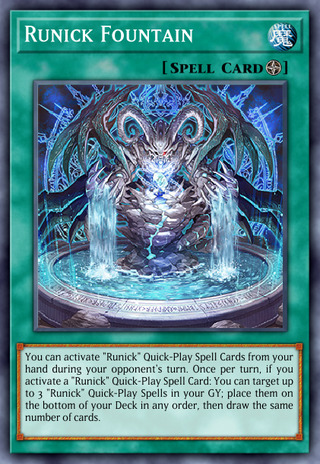 Runick Fountain
[Spell Card]
You can activate "Runick" Quick-Play Spell Cards from your
hand during your opponent's turn. Once per turn, if you
activate a "Runick" Quick-Play Spell Card: You can target up
to 3 "Runick" Quick-Play Spells in your GY; place them on
the bottom of your Deck in any order, then draw the same
number of cards.